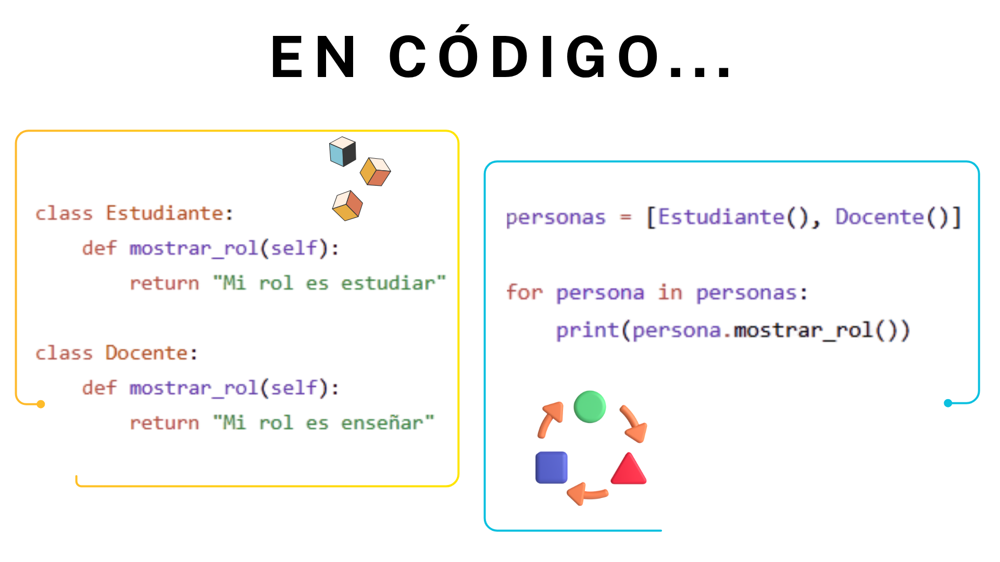 EN CÓDIGO...
class Estudiante:
    def mostrar_rol(self):
        return "Mi rol es estudiar"
class Docente:
    def mostrar_rol(self):
        return "Mi rol es enseñar"
personas = [Estudiante(), Docente()]
for persona in personas:
    print(persona.mostrar_rol())